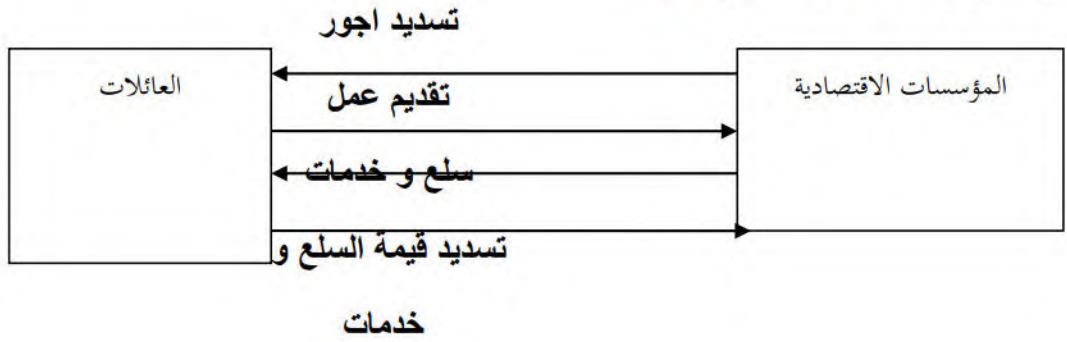 تسديد اجور
المؤسسات الاقتصادية
العائلات
تقديم عمل
سلع و خدمات
تسديد قيمة السلع و
خدمات